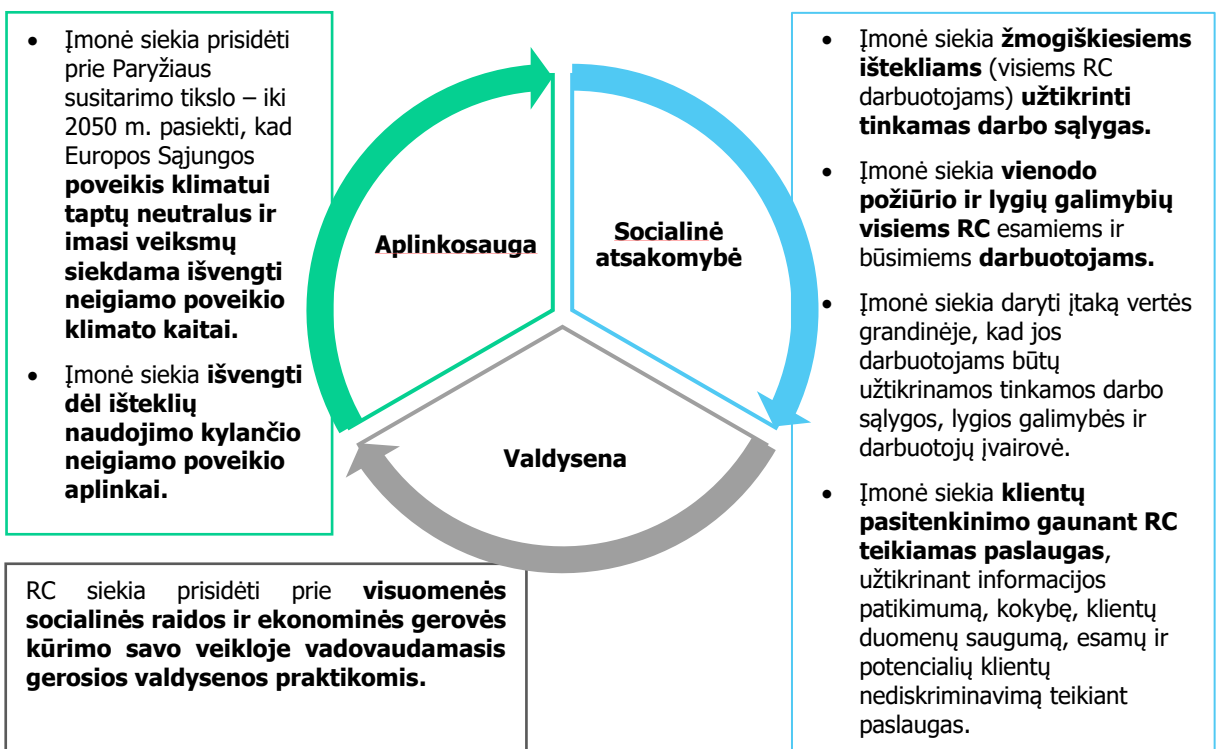 • Įmonė siekia prisidėti
prie Paryžiaus
susitarimo tikslo – iki
2050 m. pasiekti, kad
Europos Sąjungos
poveikis klimatui
taptų neutralus ir
imasi veiksmų
siekdama išvengti
neigiamo poveikio
klimato kaitai.
• Įmonė siekia išvengti
dėl išteklių
naudojimo kylančio
neigiamo poveikio
aplinkai.
Aplinkosauga
Socialinė
atsakomybė
Valdysena
• Įmonė siekia žmogiškiesiems
ištekliams (visiems RC
darbuotojams) užtikrinti
tinkamas darbo sąlygas.
• Įmonė siekia vienodo
požiūrio ir lygių galimybių
visiems RC esamiems ir
būsimiems darbuotojams.
• Įmonė siekia daryti įtaką vertės
grandinėje, kad jos
darbuotojams būtų
užtikrinamos tinkamos darbo
sąlygos, lygios galimybės ir
darbuotojų įvairovė.
• Įmonė siekia klientų
pasitenkinimo gaunant RC
teikiamas paslaugas,
užtikrinant informacijos
patikimumą, kokybę, klientų
duomenų saugumą, esamų ir
potencialių klientų
nediskriminavimą teikiant
paslaugas.
RC siekia prisidėti prie visuomenės
socialinės raidos ir ekonominės gerovės
kūrimo savo veikloje vadovaudamasis
gerosios valdysenos praktikomis.